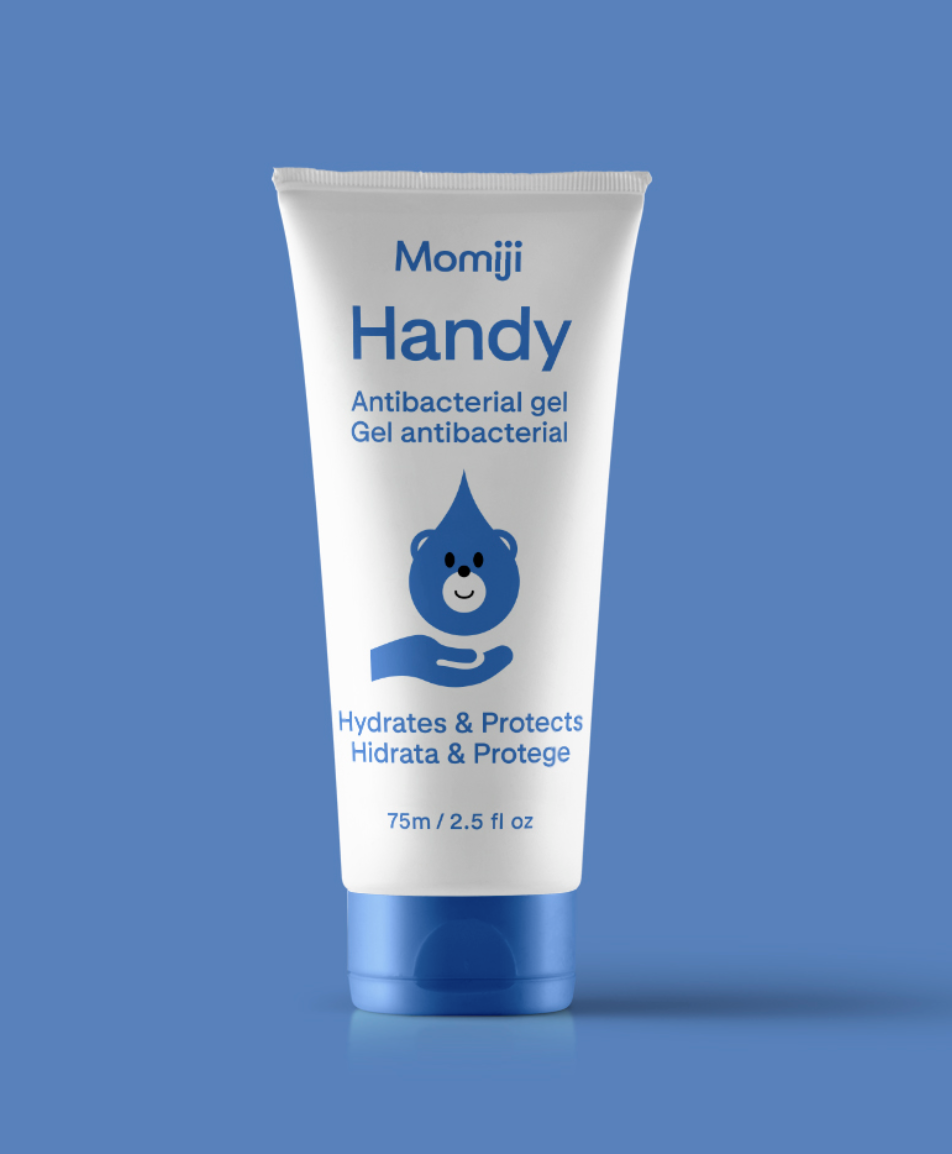 Momiji
Handy
Antibacterial gel
Gel antibacterial
Hydrates & Protects
Hidrata & Protege
75m / 2.5 fl oz